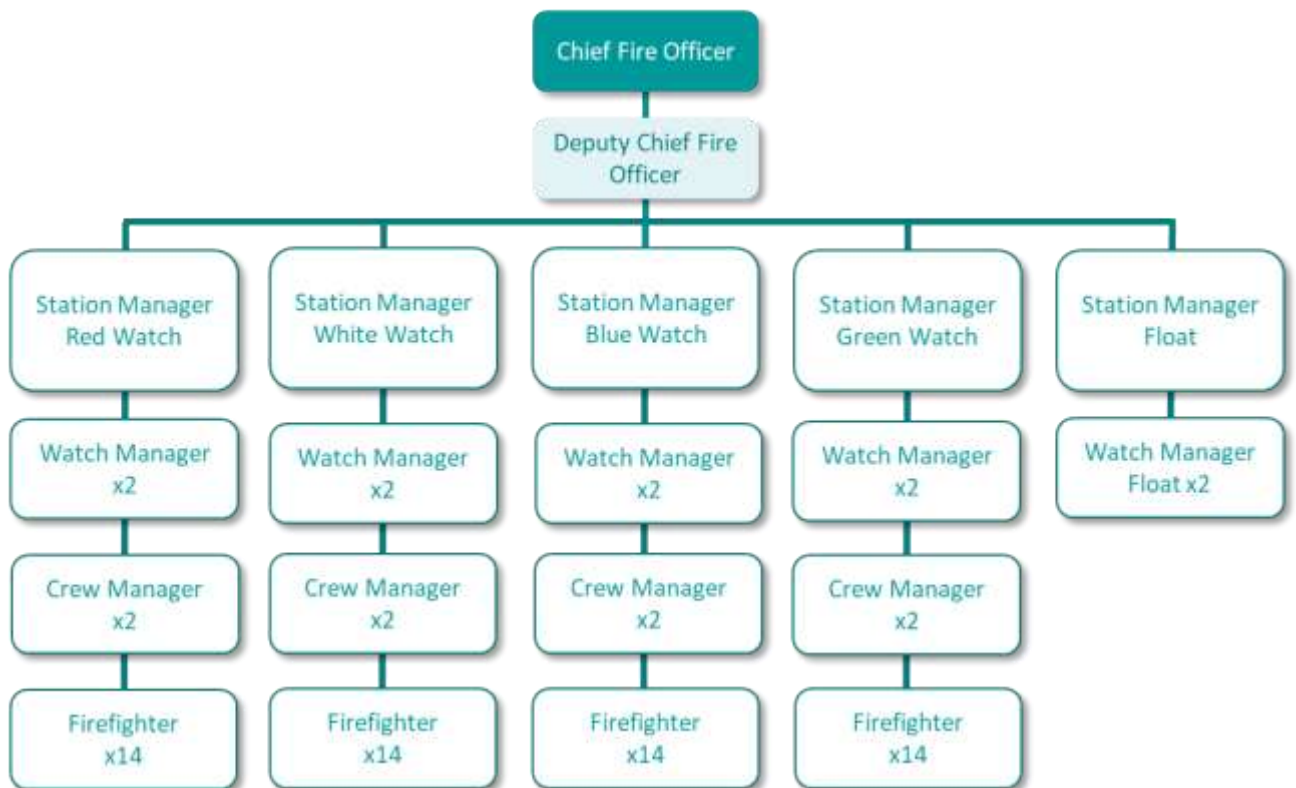 Chief Fire Officer
Deputy Chief Fire
Officer
Station Manager
Red Watch
Station Manager
White Watch
Station Manager
Blue Watch
Station Manager
Green Watch
Station Manager
Float
Watch Manager
x2
Watch Manager
x2
Watch Manager
x2
Watch Manager
x2
Watch Manager
Float x2
Crew Manager
x2
Crew Manager
x2
Crew Manager
x2
Crew Manager
x2
Firefighter
x14
Firefighter
x14
Firefighter
x14
Firefighter
x14